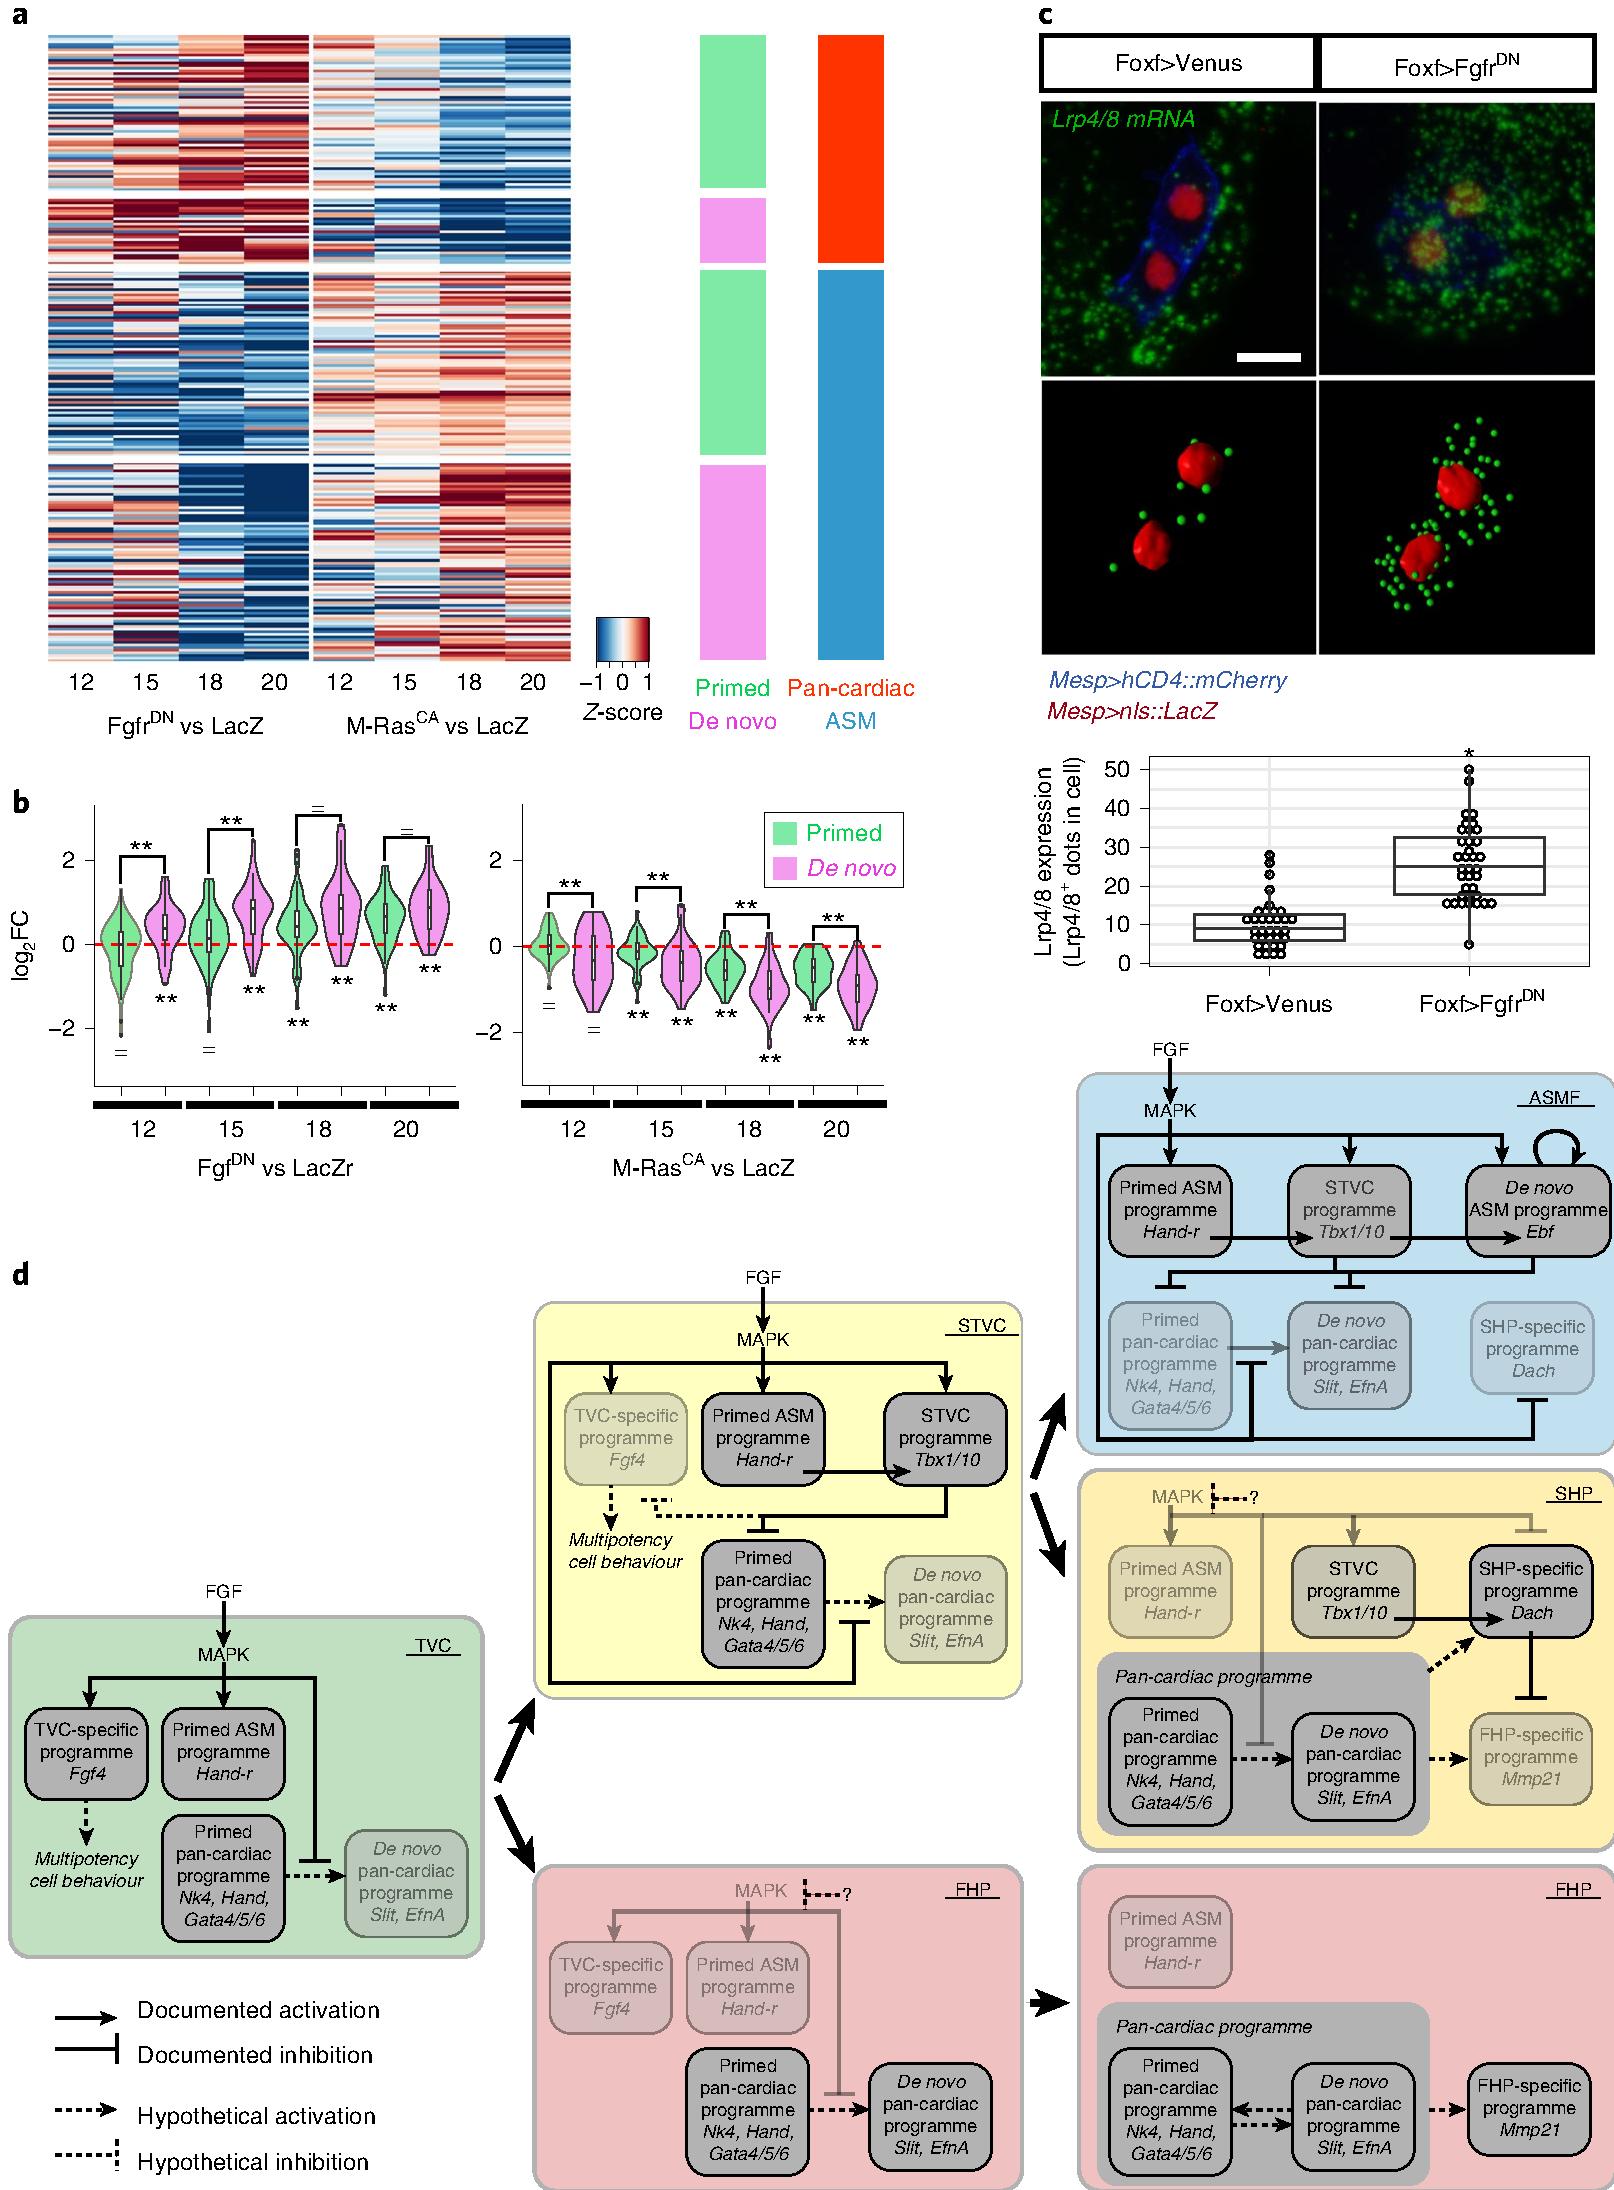 a
12 15 18 20 12 15 18 20
Fgfr^DN vs LacZ M-Ras^CA vs LacZ
−1 0 1
Z-score
Primed Pan-cardiac
De novo ASM
b
log2FC
2
0
−2
** ** = =
= ** = ** ** ** ** **
12 15 18 20
Fgf^DN vs LacZr
2
0
−2
** ** ** **
= = ** ** ** ** ** **
12 15 18 20
M-Ras^CA vs LacZ
Primed
De novo
c
Foxf>Venus Foxf>Fgfr^DN
Lrp4/8 mRNA
Mesp>hCD4::mCherry
Mesp>nls::LacZ
Lrp4/8 expression
(Lrp4/8+ dots in cell)
50
40
30
20
10
0
*
Foxf>Venus Foxf>Fgfr^DN
d
FGF
MAPK
TVC
TVC-specific
programme
Fgf4
Primed ASM
programme
Hand-r
Multipotency
cell behaviour
Primed
pan-cardiac
programme
Nk4, Hand,
Gata4/5/6
De novo
pan-cardiac
programme
Slit, EfnA
FGF
MAPK
STVC
TVC-specific
programme
Fgf4
Primed ASM
programme
Hand-r
STVC
programme
Tbx1/10
Multipotency
cell behaviour
Primed
pan-cardiac
programme
Nk4, Hand,
Gata4/5/6
De novo
pan-cardiac
programme
Slit, EfnA
MAPK
?
FHP
TVC-specific
programme
Fgf4
Primed ASM
programme
Hand-r
Primed
pan-cardiac
programme
Nk4, Hand,
Gata4/5/6
De novo
pan-cardiac
programme
Slit, EfnA
FGF
MAPK
ASMF
Primed ASM
programme
Hand-r
STVC
programme
Tbx1/10
De novo
ASM programme
Ebf
Primed
pan-cardiac
programme
Nk4, Hand,
Gata4/5/6
De novo
pan-cardiac
programme
Slit, EfnA
SHP-specific
programme
Dach
MAPK
?
SHP
Primed ASM
programme
Hand-r
STVC
programme
Tbx1/10
SHP-specific
programme
Dach
Pan-cardiac programme
Primed
pan-cardiac
programme
Nk4, Hand,
Gata4/5/6
De novo
pan-cardiac
programme
Slit, EfnA
FHP-specific
programme
Mmp21
FHP
Primed ASM
programme
Hand-r
Pan-cardiac programme
Primed
pan-cardiac
programme
Nk4, Hand,
Gata4/5/6
De novo
pan-cardiac
programme
Slit, EfnA
FHP-specific
programme
Mmp21
Documented activation
Documented inhibition
Hypothetical activation
Hypothetical inhibition